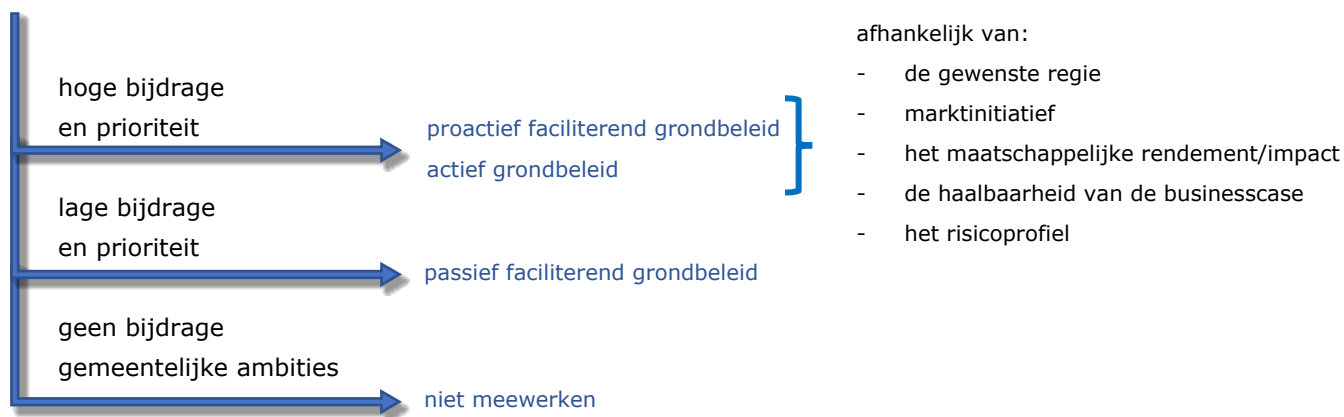 hoge bijdrage
en prioriteit
proactief faciliterend grondbeleid
actief grondbeleid
afhankelijk van:
- de gewenste regie
- marktinitiatief
- het maatschappelijke rendement/impact
- de haalbaarheid van de businesscase
- het risicoprofiel
lage bijdrage
en prioriteit
passief faciliterend grondbeleid
geen bijdrage
gemeentelijke ambities
niet meewerken